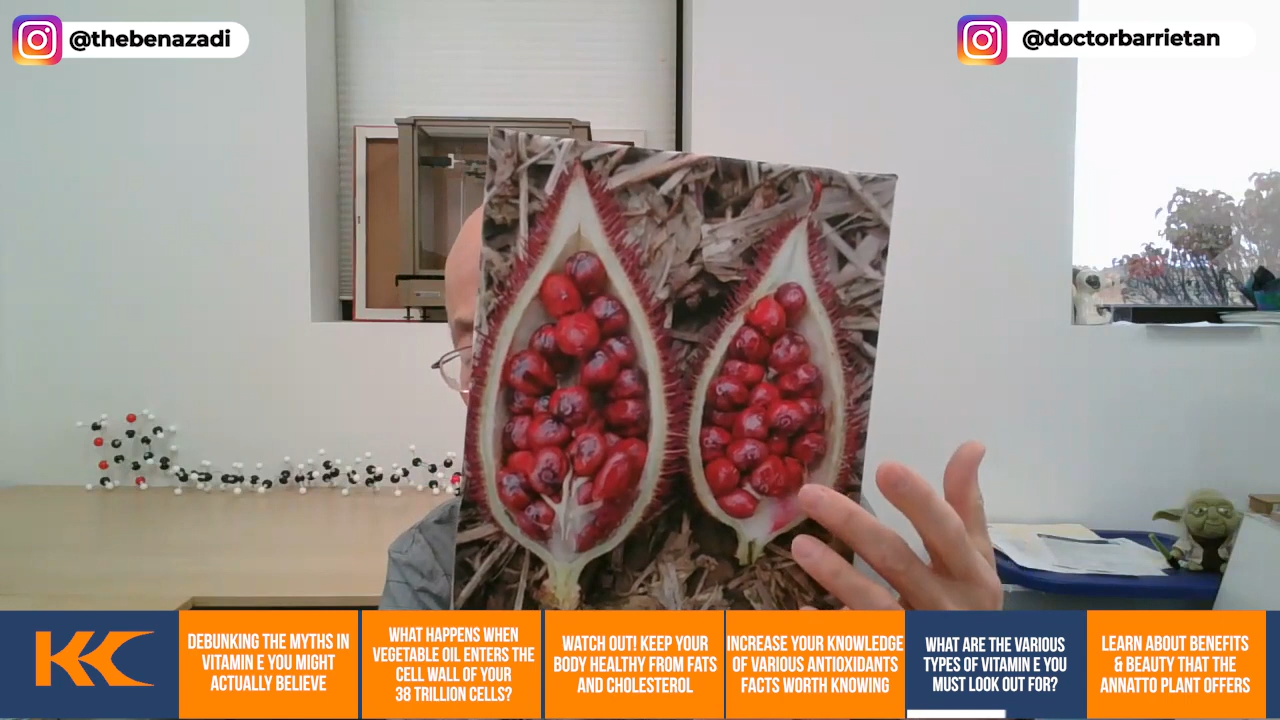 @thebenazadi
@doctorbarrietan
KC
DEBUNKING THE MYTHS IN
VITAMIN E YOU MIGHT
ACTUALLY BELIEVE
WHAT HAPPENS WHEN
VEGETABLE OIL ENTERS THE
CELL WALL OF YOUR
38 TRILLION CELLS?
WATCH OUT! KEEP YOUR
BODY HEALTHY FROM FATS
AND CHOLESTEROL
INCREASE YOUR KNOWLEDGE
OF VARIOUS ANTIOXIDANTS
FACTS WORTH KNOWING
WHAT ARE THE VARIOUS
TYPES OF VITAMIN E YOU
MUST LOOK OUT FOR?
LEARN ABOUT BENEFITS
& BEAUTY THAT THE
ANNATTO PLANT OFFERS